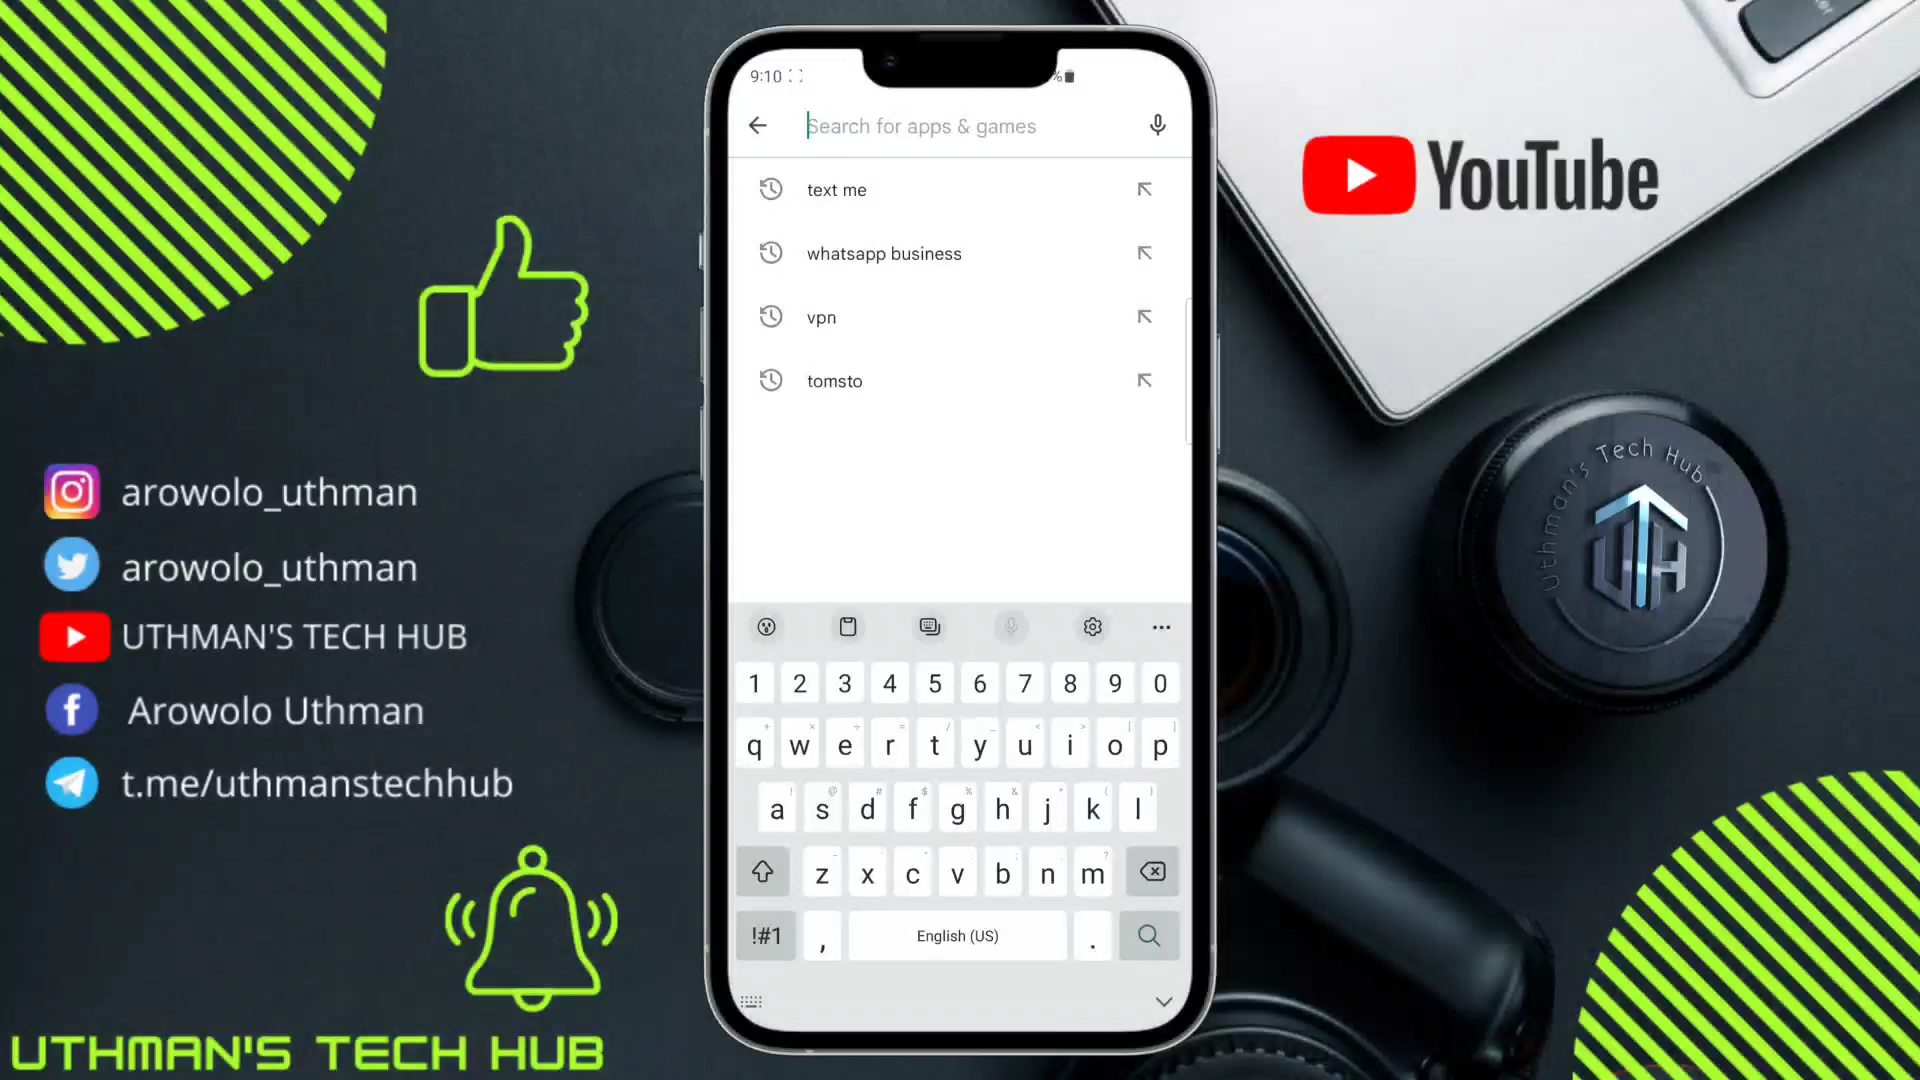 9:10
%
Search for apps & games
text me
whatsapp business
vpn
tomsto
1 2 3 4 5 6 7 8 9 0
q w e r t y u i o p
a s d f g h j k l
z x c v b n m
!#1 , English (US) .
YouTube
Uthman's Tech Hub
UTH
arowolo_uthman
arowolo_uthman
UTHMAN'S TECH HUB
Arowolo Uthman
t.me/uthmanstechhub
UTHMAN'S TECH HUB